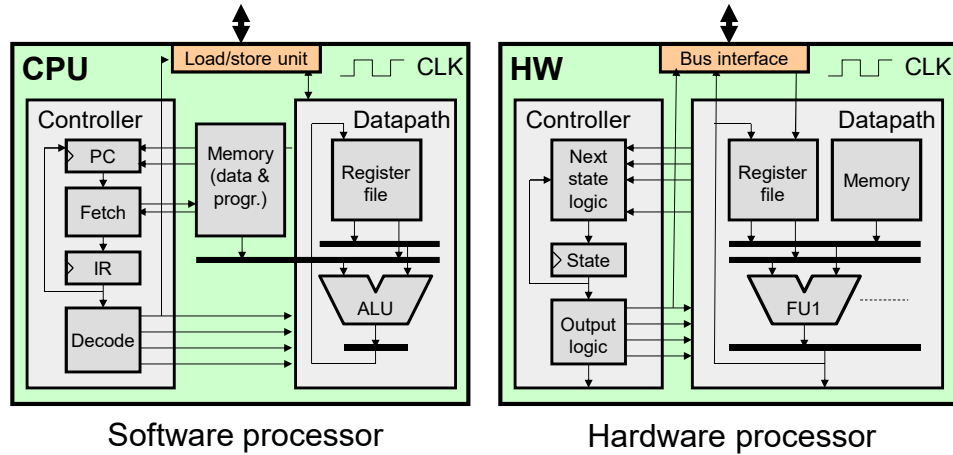 CPU
Load/store unit
CLK
Controller
PC
Fetch
IR
Decode
Memory
(data &
progr.)
Datapath
Register
file
ALU
Software processor
HW
Bus interface
CLK
Controller
Next
state
logic
State
Output
logic
Datapath
Register
file
Memory
FU1
Hardware processor